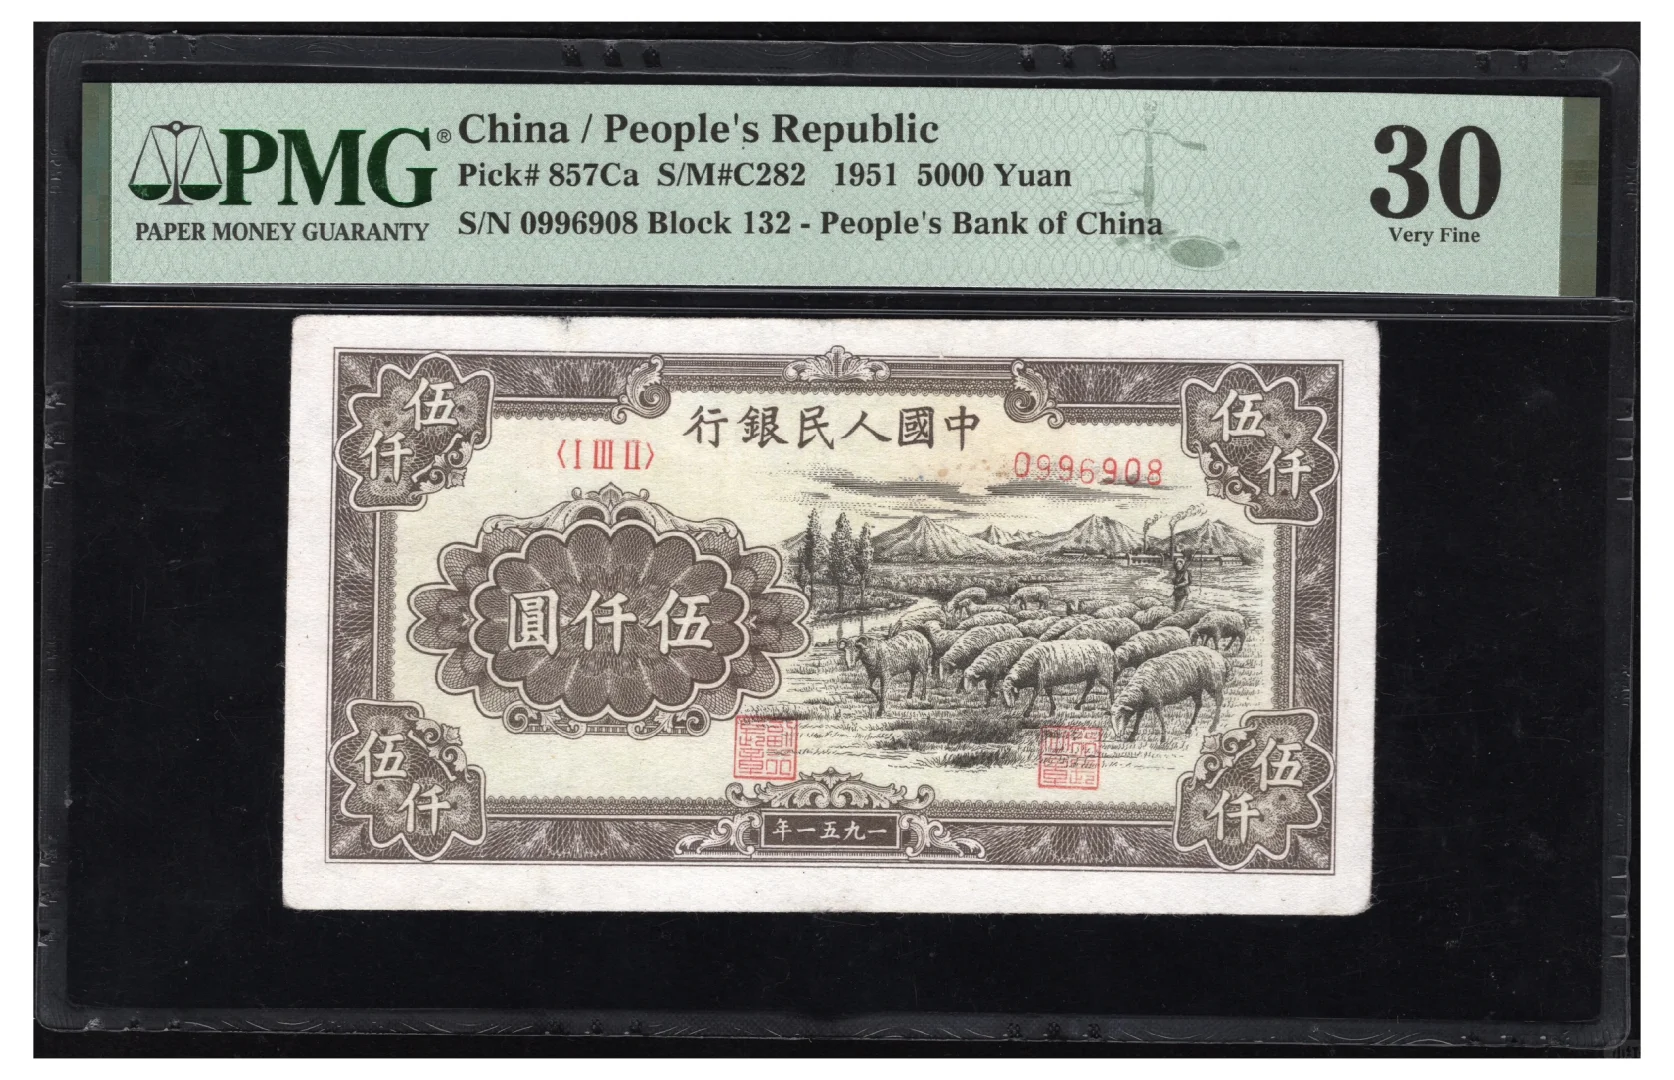 PMG®
PAPER MONEY GUARANTY
China / People's Republic
Pick# 857Ca S/M#C282 1951 5000 Yuan
S/N 0996908 Block 132 - People's Bank of China
30
Very Fine
伍仟
伍仟
行銀民人國中
〈I III II〉
0996908
圓仟伍
伍仟
伍仟
年一五九一